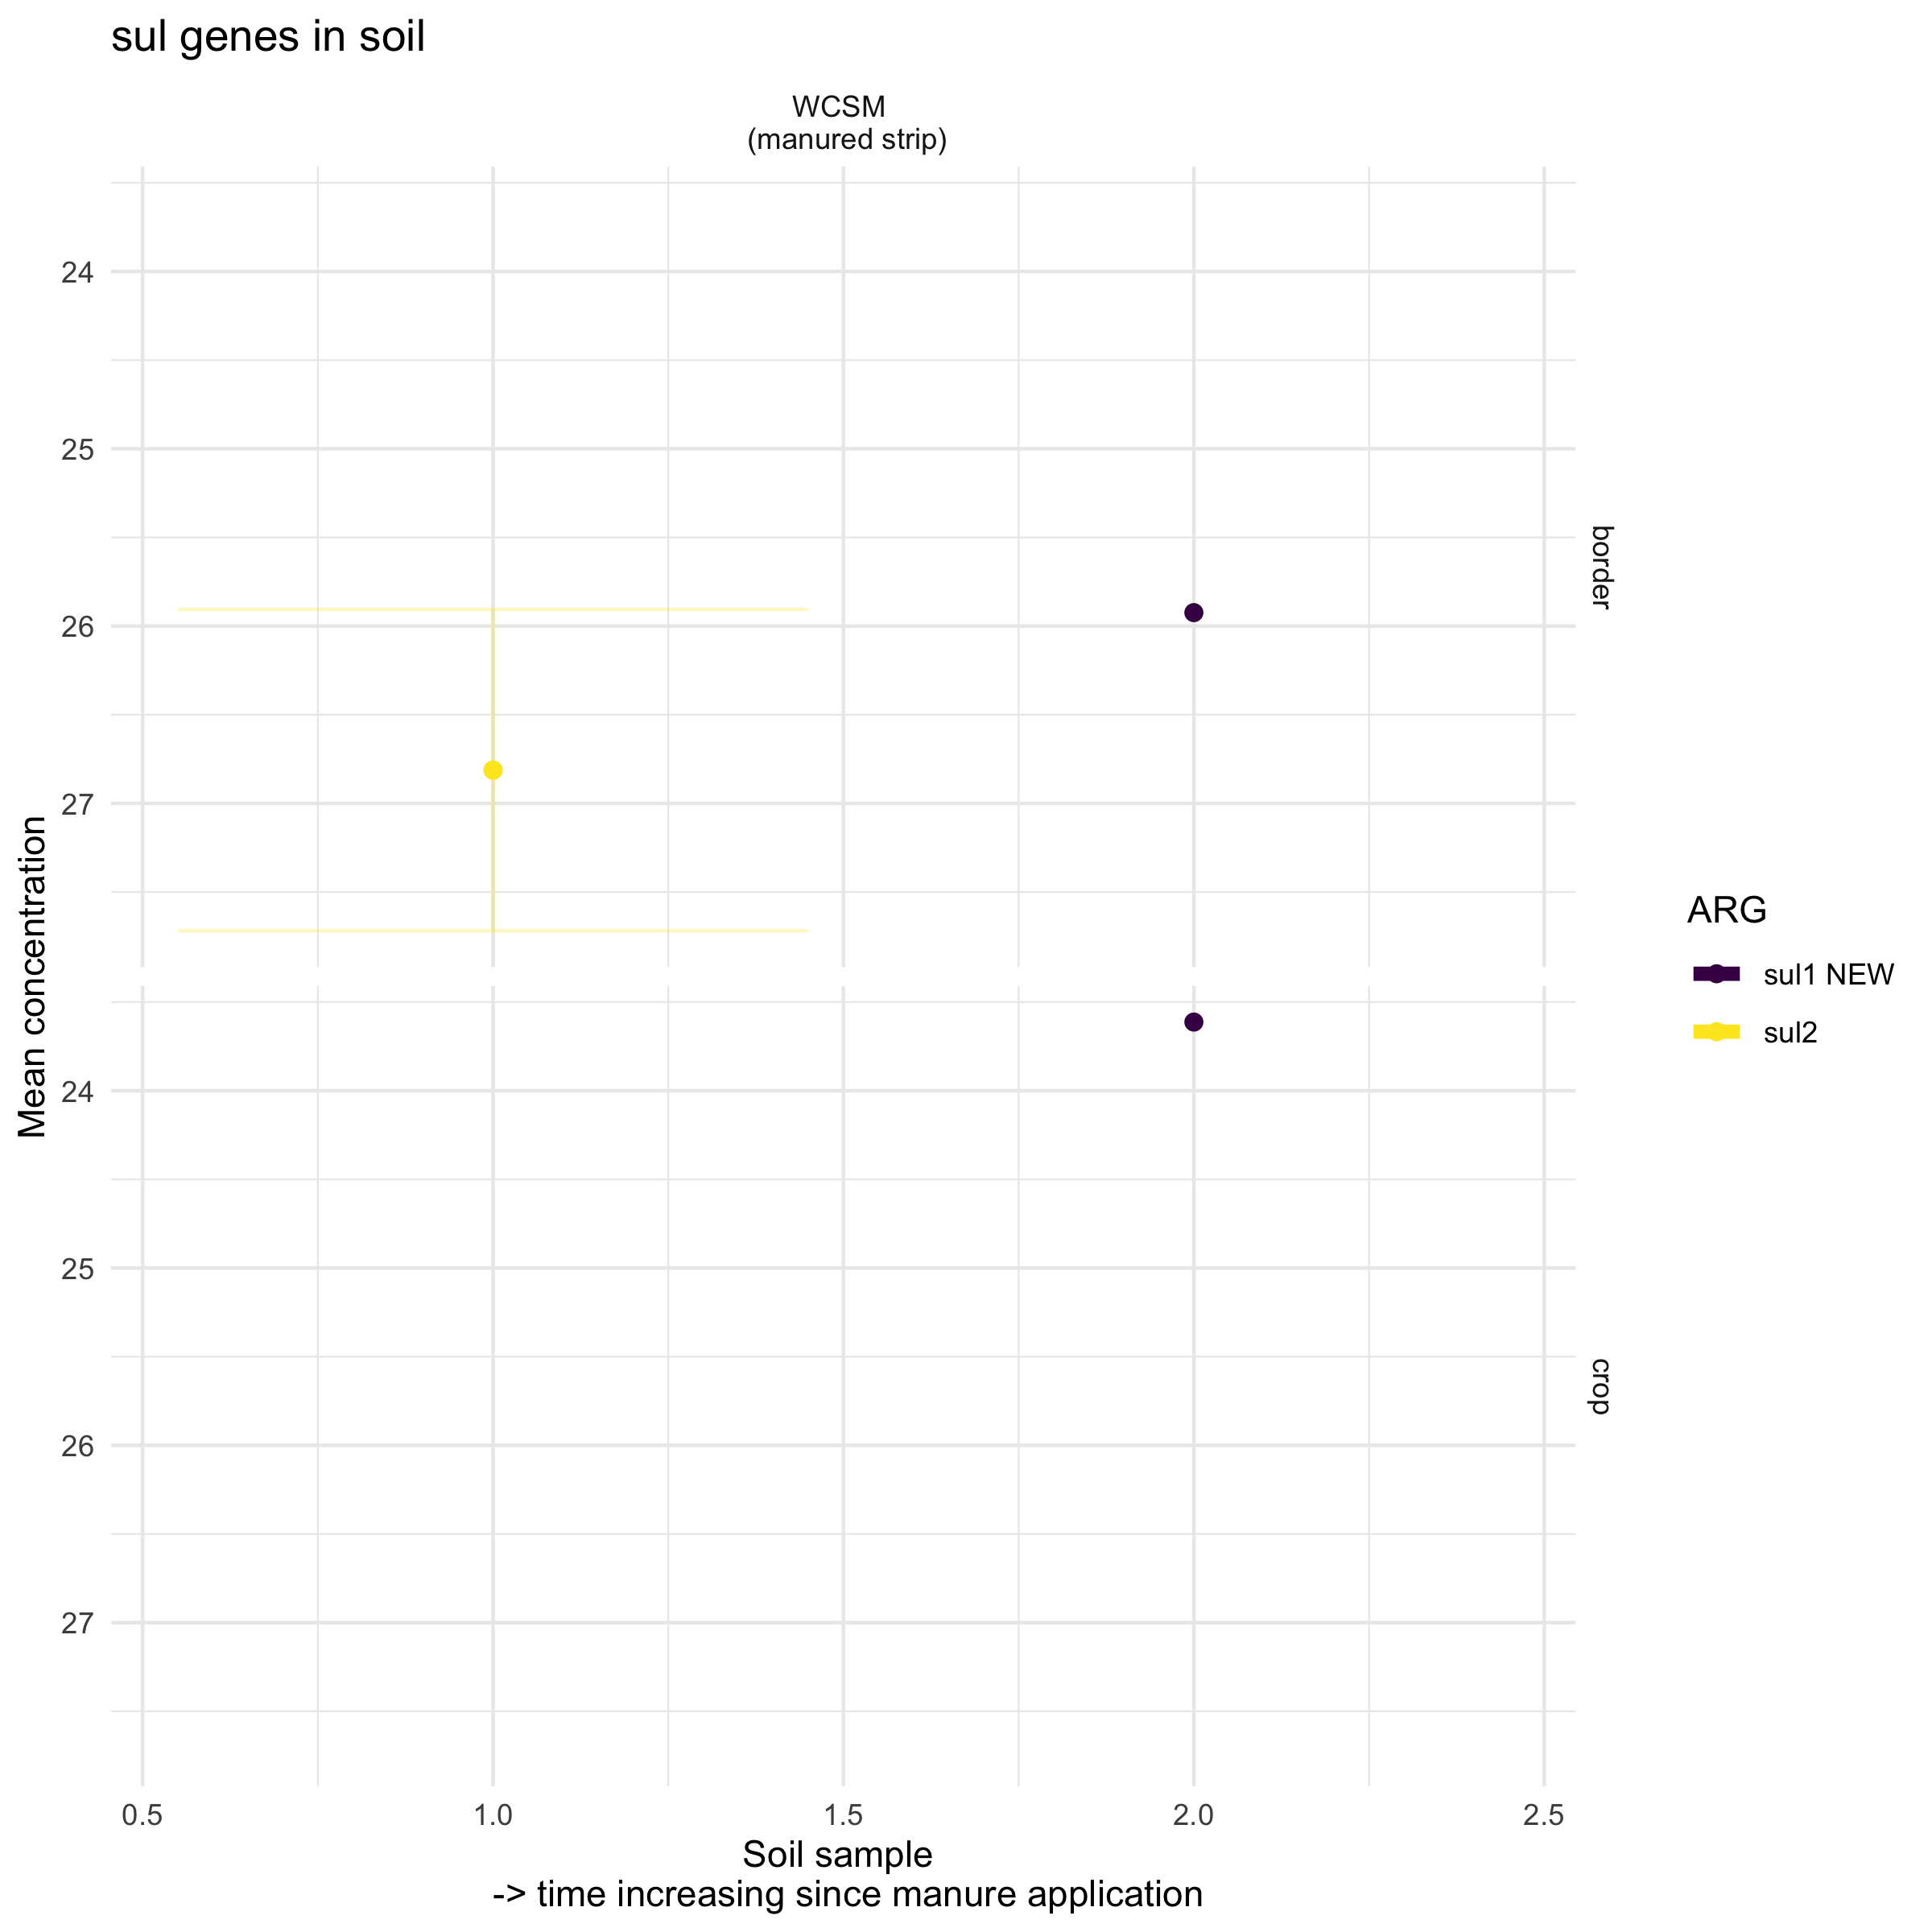 sul genes in soil
WCSM
(manured strip)
24
25
26
27
border
Mean concentration
24
25
26
27
crop
0.5 1.0 1.5 2.0 2.5
Soil sample
-> time increasing since manure application
ARG
sul1 NEW
sul2